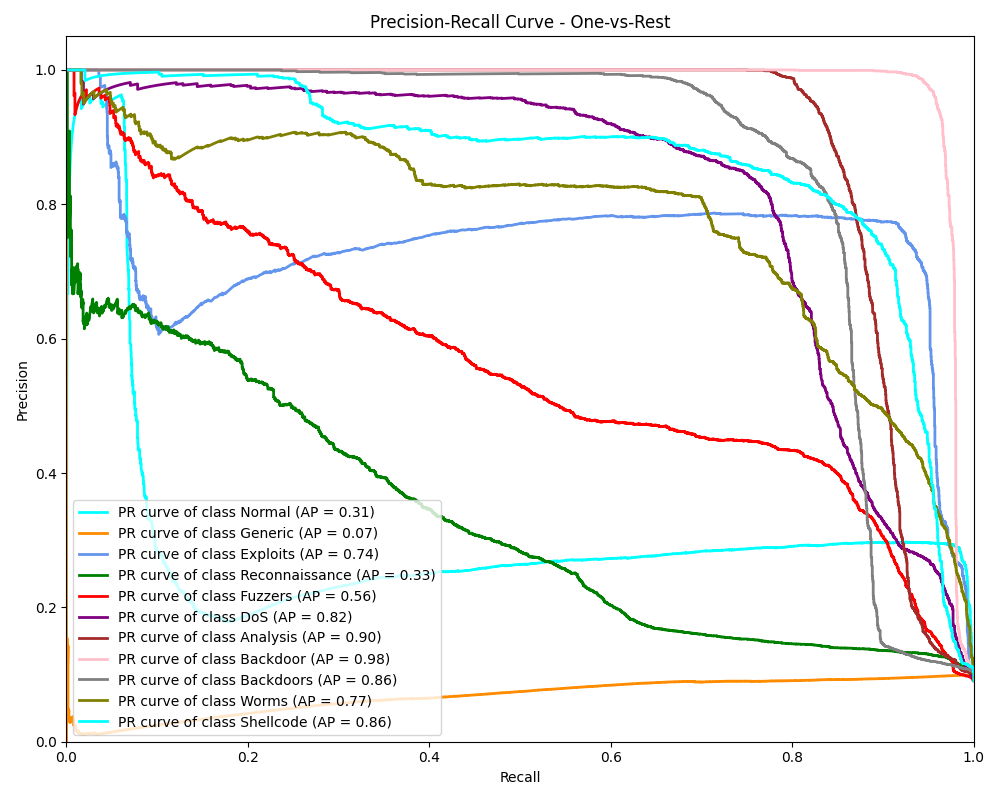 Precision-Recall Curve - One-vs-Rest
1.0
0.8
0.6
0.4
0.2
0.0
Precision
PR curve of class Normal (AP = 0.31)
PR curve of class Generic (AP = 0.07)
PR curve of class Exploits (AP = 0.74)
PR curve of class Reconnaissance (AP = 0.33)
PR curve of class Fuzzers (AP = 0.56)
PR curve of class DoS (AP = 0.82)
PR curve of class Analysis (AP = 0.90)
PR curve of class Backdoor (AP = 0.98)
PR curve of class Backdoors (AP = 0.86)
PR curve of class Worms (AP = 0.77)
PR curve of class Shellcode (AP = 0.86)
0.0 0.2 0.4 0.6 0.8 1.0
Recall